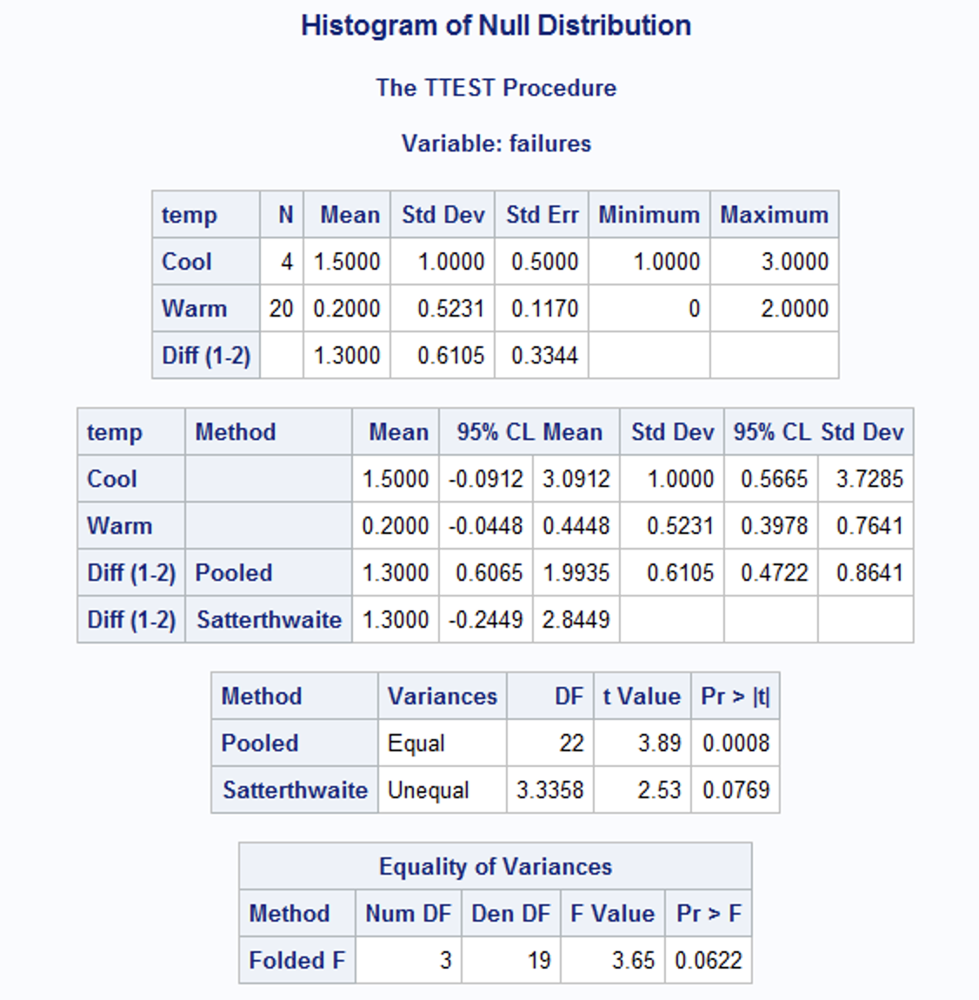 Histogram of Null Distribution
The TTEST Procedure
Variable: failures
temp N Mean Std Dev Std Err Minimum Maximum
Cool 4 1.5000 1.0000 0.5000 1.0000 3.0000
Warm 20 0.2000 0.5231 0.1170 0 2.0000
Diff (1-2) 1.3000 0.6105 0.3344
temp Method Mean 95% CL Mean Std Dev 95% CL Std Dev
Cool 1.5000 -0.0912 3.0912 1.0000 0.5665 3.7285
Warm 0.2000 -0.0448 0.4448 0.5231 0.3978 0.7641
Diff (1-2) Pooled 1.3000 0.6065 1.9935 0.6105 0.4722 0.8641
Diff (1-2) Satterthwaite 1.3000 -0.2449 2.8449
Method Variances DF t Value Pr > |t|
Pooled Equal 22 3.89 0.0008
Satterthwaite Unequal 3.3358 2.53 0.0769
Equality of Variances
Method Num DF Den DF F Value Pr > F
Folded F 3 19 3.65 0.0622